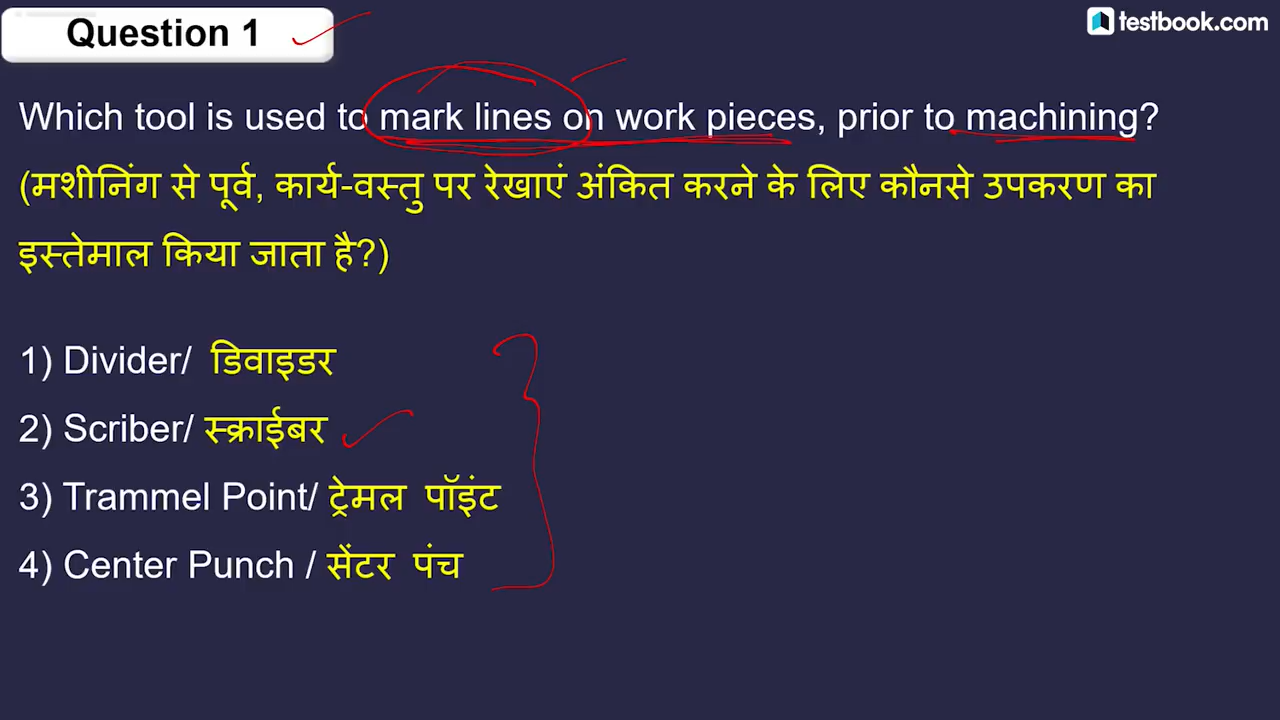 Question 1
testbook.com
Which tool is used to mark lines on work pieces, prior to machining?
(मशीनिंग से पूर्व, कार्य-वस्तु पर रेखाएं अंकित करने के लिए कौनसे उपकरण का
इस्तेमाल किया जाता है?)
1) Divider/ डिवाइडर
2) Scriber/ स्क्राईबर
3) Trammel Point/ ट्रेमल पॉइंट
4) Center Punch / सेंटर पंच